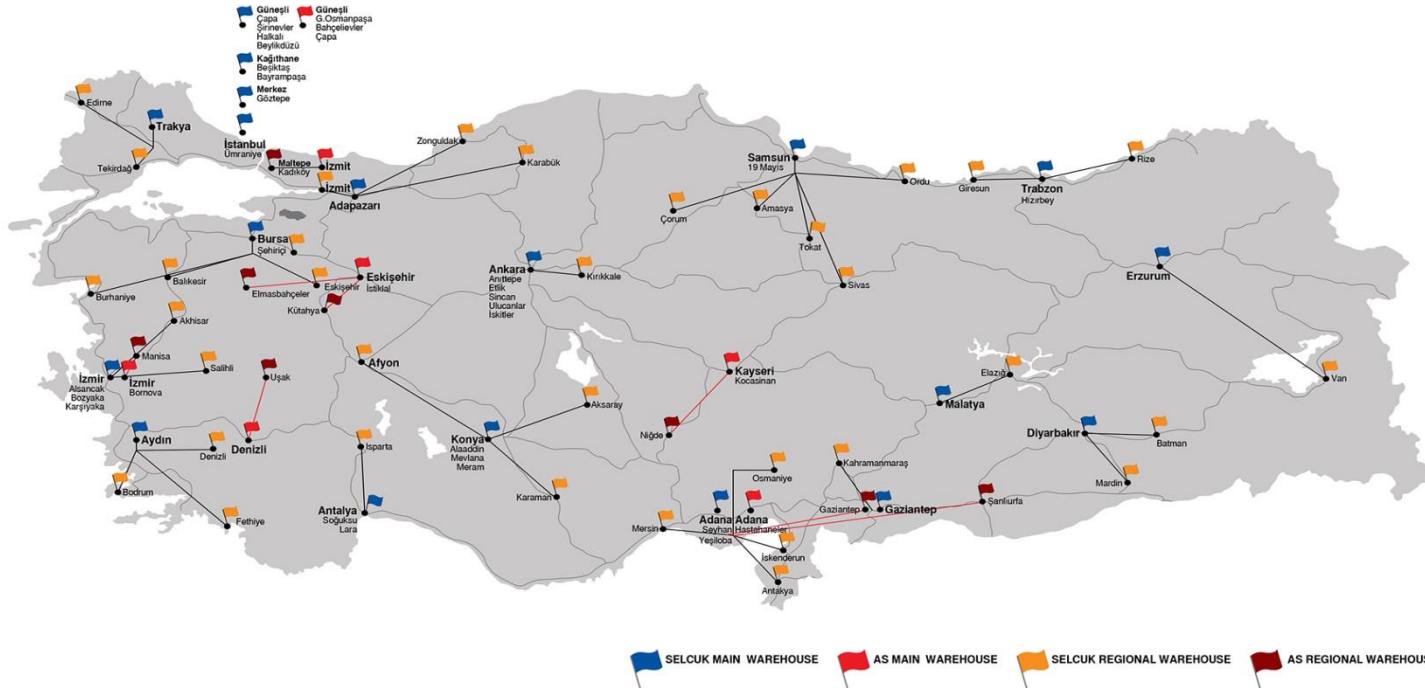 Güneşli
Çapa
Şirinevler
Halkalı
Beylikdüzü
Güneşli
G.Osmanpaşa
Bahçelievler
Çapa
Kağıthane
Beşiktaş
Bayrampaşa
Merkez
Göztepe
İstanbul
Ümraniye
Edirne
Trakya
Tekirdağ
Maltepe
Kadıköy
İzmit
İzmit
Adapazarı
Zonguldak
Karabük
Samsun
19 Mayis
Çorum
Amasya
Tokat
Sivas
Ordu
Giresun
Trabzon
Hızırbey
Rize
Bursa
Şehiriçi
Balıkesir
Burhaniye
Elmasbahçeler
Eskişehir
Eskişehir
İstiklal
Kütahya
Ankara
Anıttepe
Etlik
Sincan
Ulucanlar
İskitler
Kırıkkale
Erzurum
Van
Akhisar
Manisa
İzmir
Alsancak
Bozyaka
Karşıyaka
İzmir
Bornova
Salihli
Uşak
Afyon
Kayseri
Kocasinan
Niğde
Aksaray
Konya
Alaaddin
Mevlana
Meram
Karaman
Elazığ
Malatya
Diyarbakır
Batman
Mardin
Aydın
Denizli
Denizli
Bodrum
Fethiye
Isparta
Antalya
Soğuksu
Lara
Mersin
Adana
Seyhan
Yeşiloba
Adana
Hastahaneler
Osmaniye
Kahramanmaraş
Gaziantep
Gaziantep
Şanlıurfa
İskenderun
Antakya
SELCUK MAIN WAREHOUSE
AS MAIN WAREHOUSE
SELCUK REGIONAL WAREHOUSE
AS REGIONAL WAREHOUS